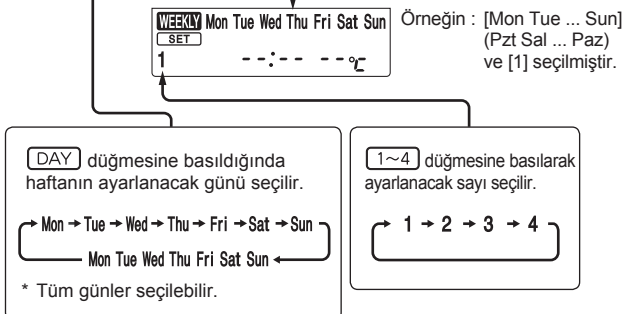 WEEKLY Mon Tue Wed Thu Fri Sat Sun
SET
1 --:-- --°C
Örneğin : [Mon Tue ... Sun]
(Pzt Sal ... Paz)
ve [1] seçilmiştir.
DAY düğmesine basıldığında
haftanın ayarlanacak günü seçilir.
Mon → Tue → Wed → Thu → Fri → Sat → Sun
Mon Tue Wed Thu Fri Sat Sun ←
* Tüm günler seçilebilir.
1~4 düğmesine basılarak
ayarlanacak sayı seçilir.
→ 1 → 2 → 3 → 4